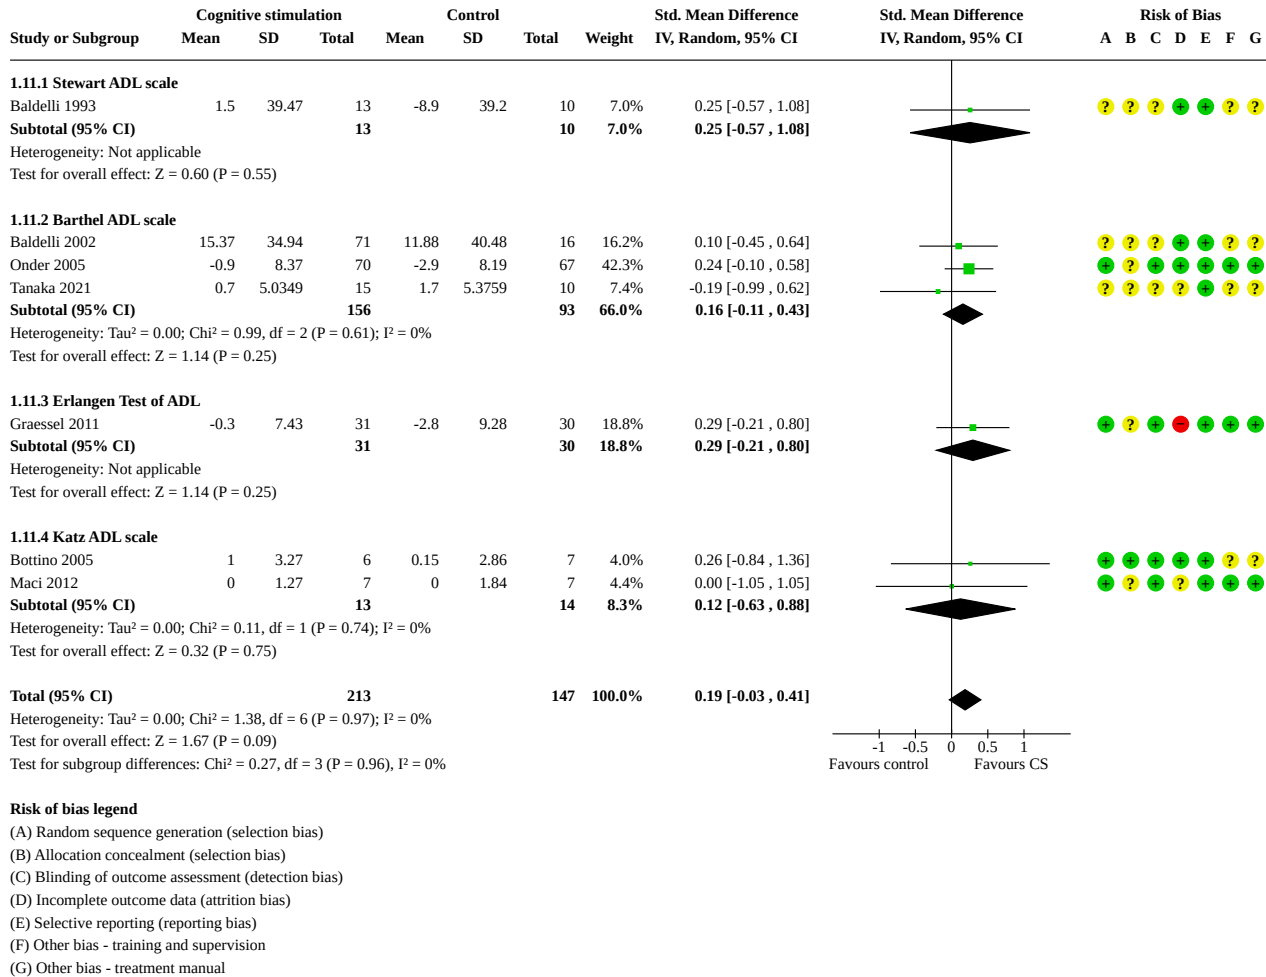 Cognitive stimulation Control Std. Mean Difference Std. Mean Difference Risk of Bias
Study or Subgroup Mean SD Total Mean SD Total Weight IV, Random, 95% CI IV, Random, 95% CI A B C D E F G
1.11.1 Stewart ADL scale
Baldelli 1993 1.5 39.47 13 -8.9 39.2 10 7.0% 0.25 [-0.57 , 1.08] ? ? ? + + ? ?
Subtotal (95% CI) 13 10 7.0% 0.25 [-0.57 , 1.08]
Heterogeneity: Not applicable
Test for overall effect: Z = 0.60 (P = 0.55)
1.11.2 Barthel ADL scale
Baldelli 2002 15.37 34.94 71 11.88 40.48 16 16.2% 0.10 [-0.45 , 0.64] ? ? ? + + ? ?
Onder 2005 -0.9 8.37 70 -2.9 8.19 67 42.3% 0.24 [-0.10 , 0.58] + ? + + + + +
Tanaka 2021 0.7 5.0349 15 1.7 5.3759 10 7.4% -0.19 [-0.99 , 0.62] ? ? ? ? + ? ?
Subtotal (95% CI) 156 93 66.0% 0.16 [-0.11 , 0.43]
Heterogeneity: Tau² = 0.00; Chi² = 0.99, df = 2 (P = 0.61); I² = 0%
Test for overall effect: Z = 1.14 (P = 0.25)
1.11.3 Erlangen Test of ADL
Graessel 2011 -0.3 7.43 31 -2.8 9.28 30 18.8% 0.29 [-0.21 , 0.80] + ? + − + + +
Subtotal (95% CI) 31 30 18.8% 0.29 [-0.21 , 0.80]
Heterogeneity: Not applicable
Test for overall effect: Z = 1.14 (P = 0.25)
1.11.4 Katz ADL scale
Bottino 2005 1 3.27 6 0.15 2.86 7 4.0% 0.26 [-0.84 , 1.36] + + + + + ? ?
Maci 2012 0 1.27 7 0 1.84 7 4.4% 0.00 [-1.05 , 1.05] + ? + ? + + +
Subtotal (95% CI) 13 14 8.3% 0.12 [-0.63 , 0.88]
Heterogeneity: Tau² = 0.00; Chi² = 0.11, df = 1 (P = 0.74); I² = 0%
Test for overall effect: Z = 0.32 (P = 0.75)
Total (95% CI) 213 147 100.0% 0.19 [-0.03 , 0.41]
Heterogeneity: Tau² = 0.00; Chi² = 1.38, df = 6 (P = 0.97); I² = 0%
Test for overall effect: Z = 1.67 (P = 0.09)
-1 -0.5 0 0.5 1
Test for subgroup differences: Chi² = 0.27, df = 3 (P = 0.96), I² = 0%
Favours control Favours CS
Risk of bias legend
(A) Random sequence generation (selection bias)
(B) Allocation concealment (selection bias)
(C) Blinding of outcome assessment (detection bias)
(D) Incomplete outcome data (attrition bias)
(E) Selective reporting (reporting bias)
(F) Other bias - training and supervision
(G) Other bias - treatment manual